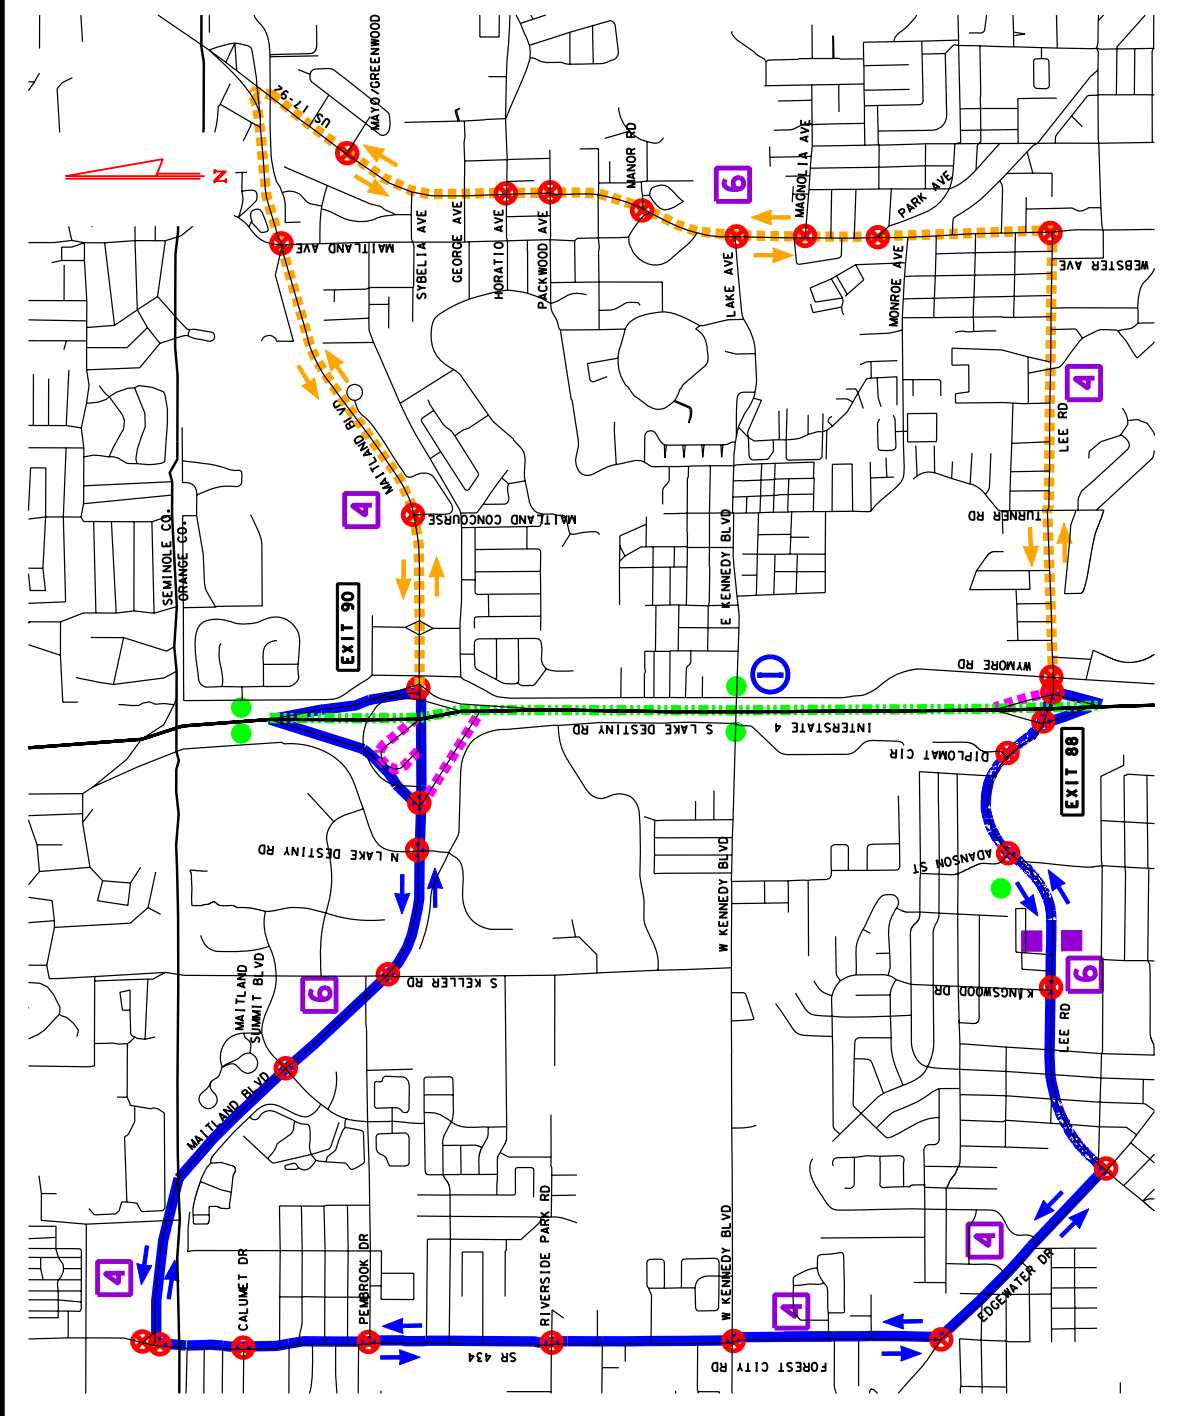 MAYO/GREENWOOD
US 17-92
N
MANOR RD
6
MAGNOLIA AVE
PARK AVE
MAITLAND AVE
SYBELIA AVE
GEORGE AVE
HORATIO AVE
PACKWOOD AVE
LAKE AVE
MONROE AVE
WEBSTER AVE
4
LEE RD
MAITLAND BLVD
4
MAITLAND CONCOURSE
TURNER RD
SEMINOLE CO.
ORANGE CO.
E KENNEDY BLVD
EXIT 90
WYMORE RD
I
S LAKE DESTINY RD
INTERSTATE 4
DIPLOMAT CIR
EXIT 88
N LAKE DESTINY RD
ADANSON ST
W KENNEDY BLVD
S KELLER RD
6
KINGSWOOD DR
6
MAITLAND
SUMMIT BLVD
LEE RD
MAITLAND BLVD
4
CALUMET DR
PEMBROOK DR
RIVERSIDE PARK RD
W KENNEDY BLVD
4
4
EDGEWATER DR
SR 434
FOREST CITY RD